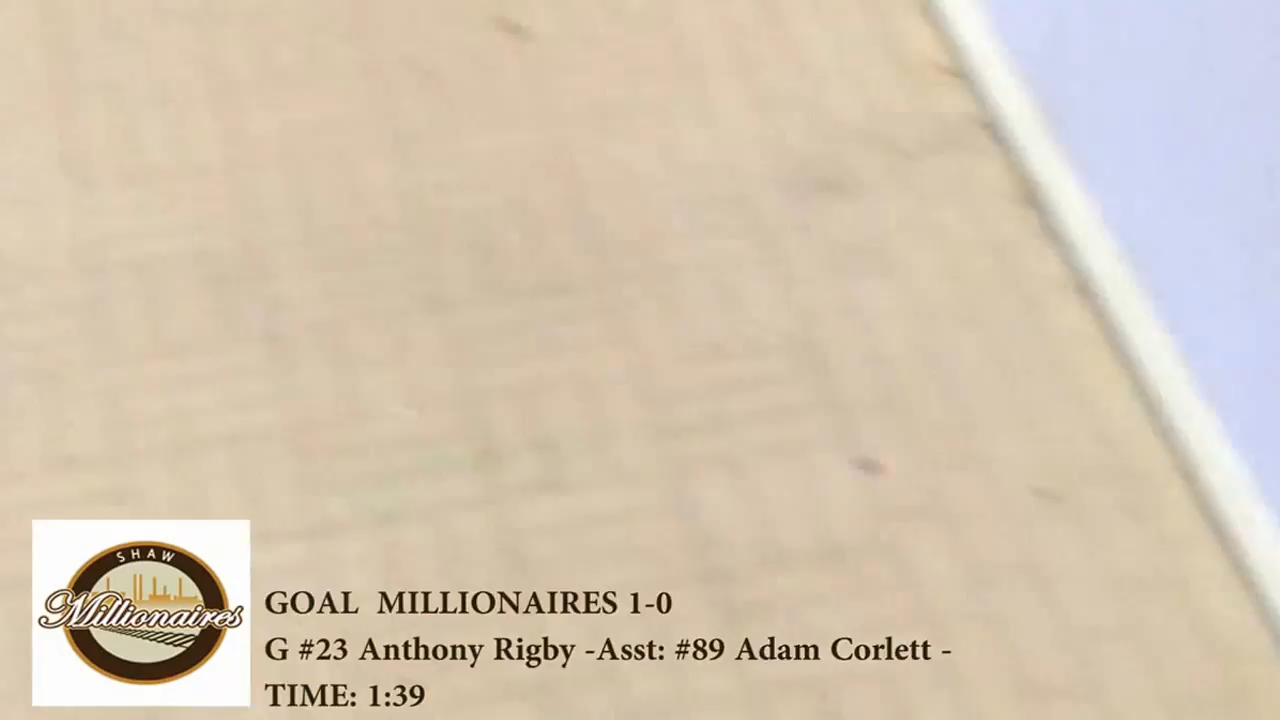 SHAW
Millionaires
GOAL  MILLIONAIRES 1-0
G #23 Anthony Rigby -Asst: #89 Adam Corlett -
TIME: 1:39